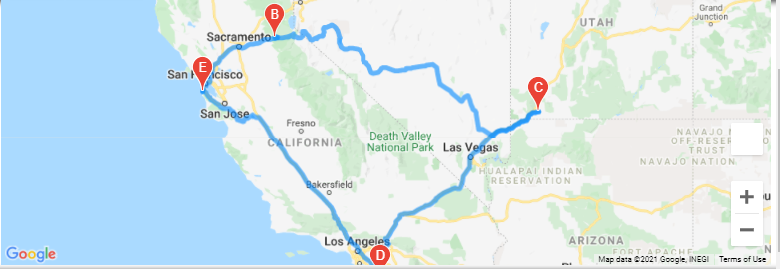 B
UTAH
Grand
Junction
Sacramento
E
San Francisco
C
San Jose
Fresno
CALIFORNIA
Death Valley
National Park
Las Vegas
NAVAJO N
OFF-RESERV
TRUST
NAVAJO NATI
HUALAPAI INDIAN
RESERVATION
Bakersfield
+
Los Angeles
D
ARIZONA
−
Google
FORT APACHE
Map data ©2021 Google, INEGI
Terms of Use